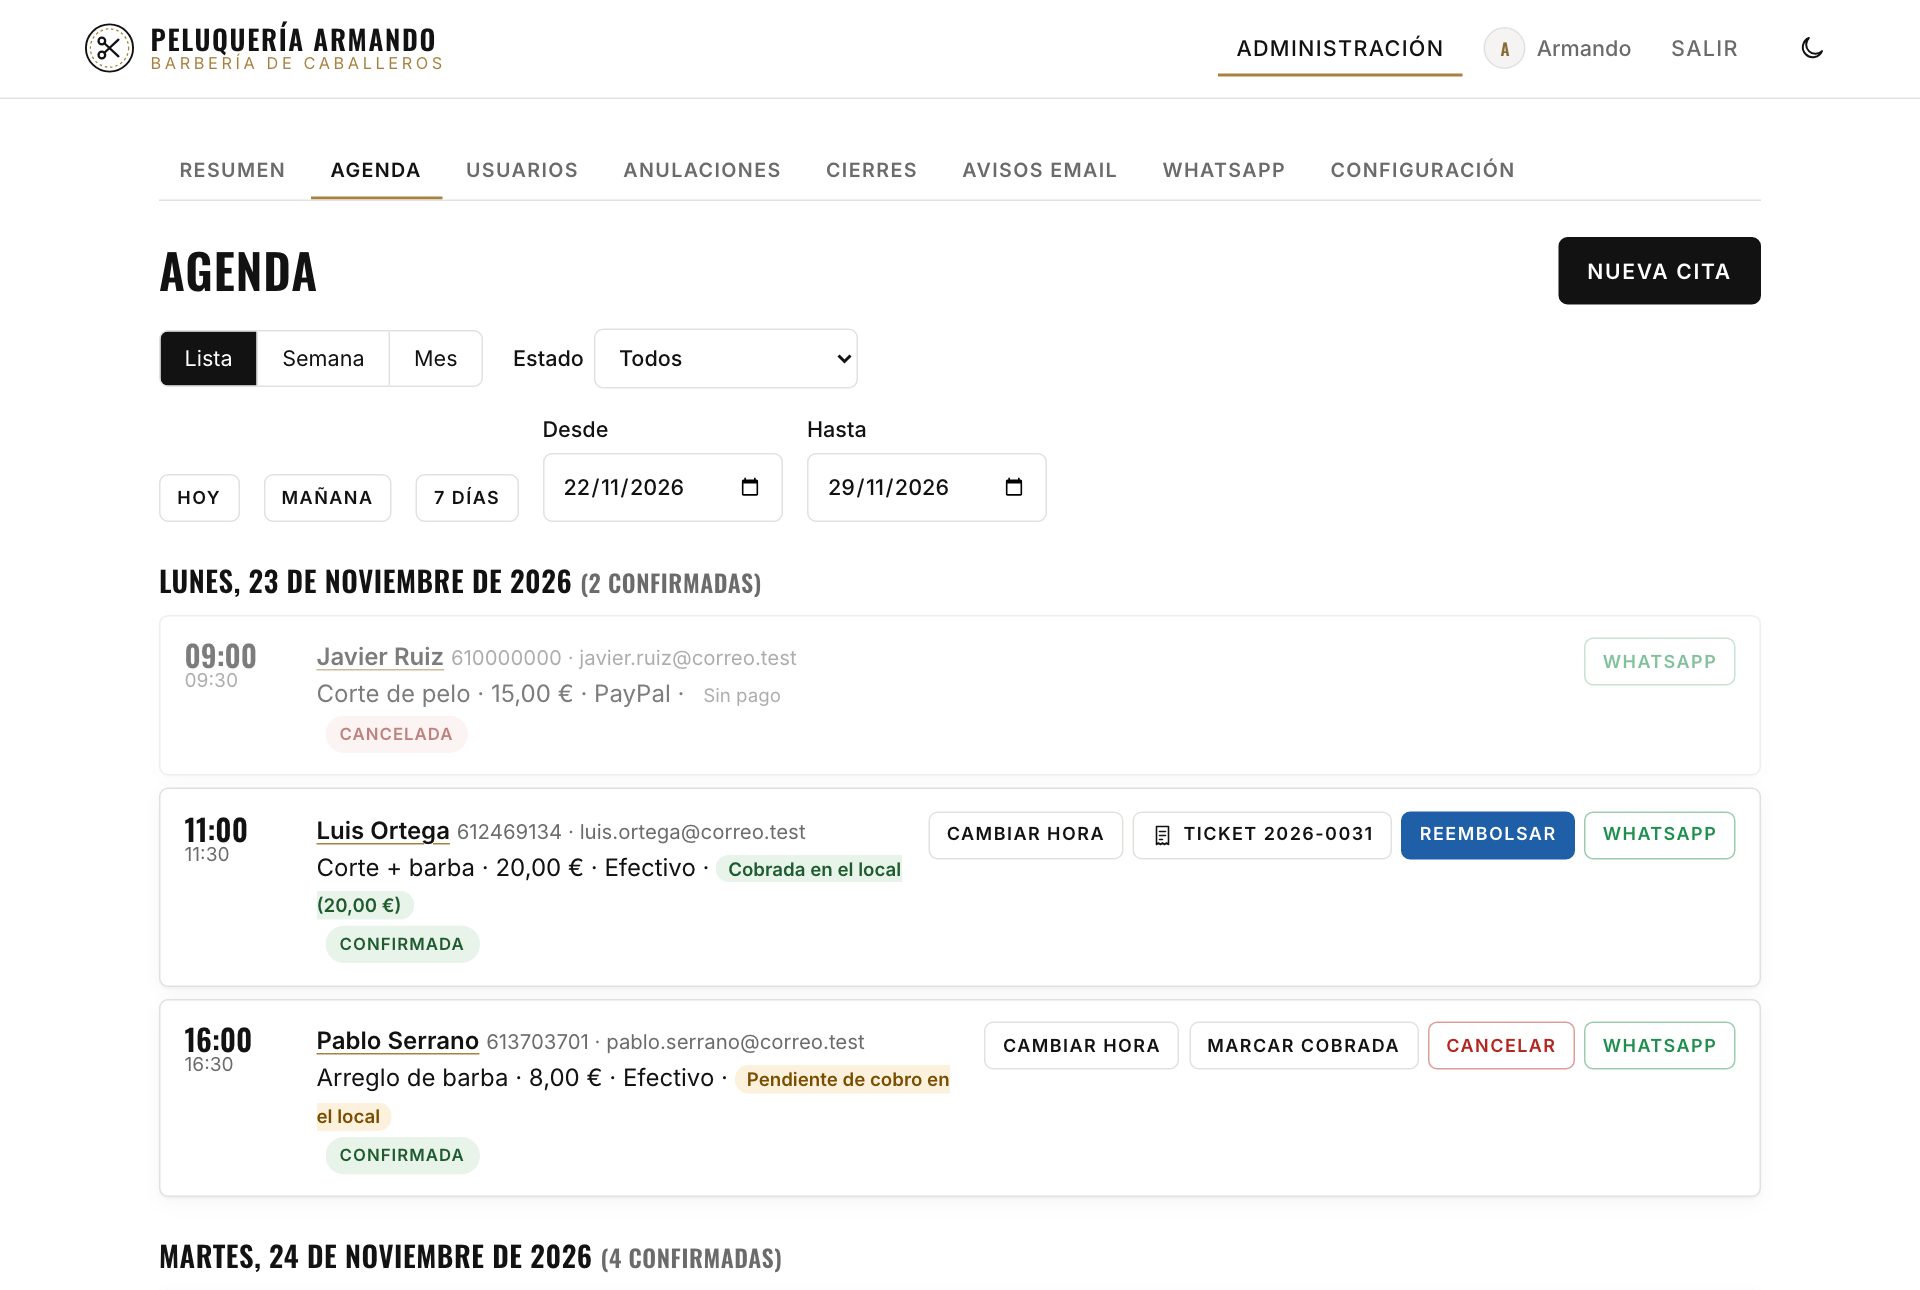 PELUQUERÍA ARMANDO
BARBERÍA DE CABALLEROS
ADMINISTRACIÓN
A Armando
SALIR
RESUMEN AGENDA USUARIOS ANULACIONES CIERRES AVISOS EMAIL WHATSAPP CONFIGURACIÓN
AGENDA
NUEVA CITA
Lista Semana Mes Estado Todos
Desde Hasta
HOY MAÑANA 7 DÍAS 22/11/2026 29/11/2026
LUNES, 23 DE NOVIEMBRE DE 2026 (2 CONFIRMADAS)
09:00
09:30
Javier Ruiz 610000000 · javier.ruiz@correo.test
Corte de pelo · 15,00 € · PayPal · Sin pago
CANCELADA
WHATSAPP
11:00
11:30
Luis Ortega 612469134 · luis.ortega@correo.test
Corte + barba · 20,00 € · Efectivo · Cobrada en el local
(20,00 €)
CONFIRMADA
CAMBIAR HORA TICKET 2026-0031 REEMBOLSAR WHATSAPP
16:00
16:30
Pablo Serrano 613703701 · pablo.serrano@correo.test
Arreglo de barba · 8,00 € · Efectivo · Pendiente de cobro en
el local
CONFIRMADA
CAMBIAR HORA MARCAR COBRADA CANCELAR WHATSAPP
MARTES, 24 DE NOVIEMBRE DE 2026 (4 CONFIRMADAS)